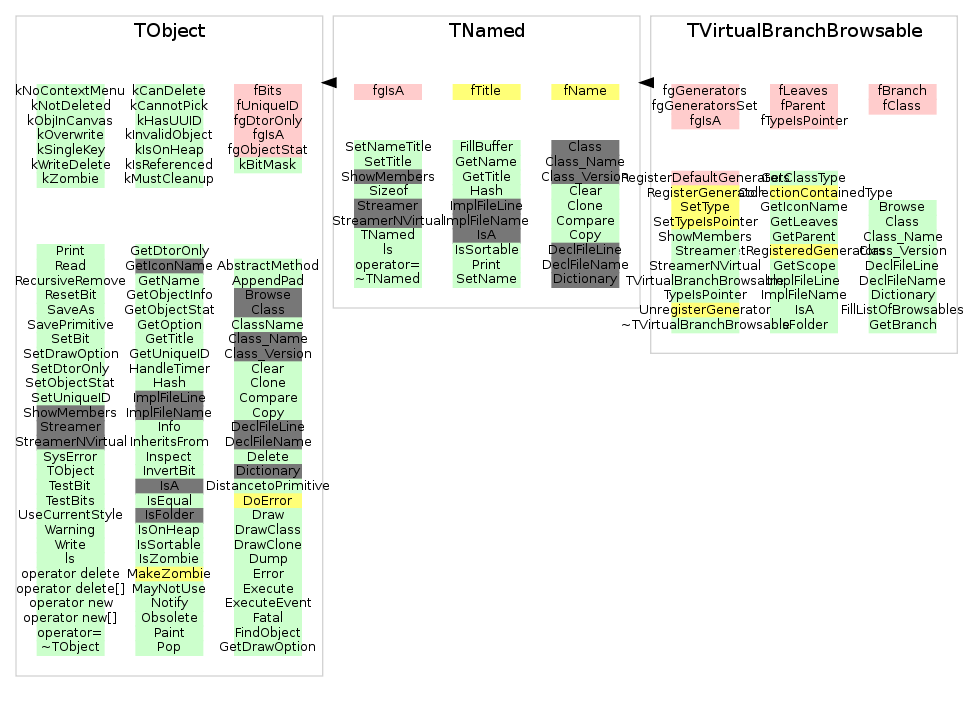 TObject
kNoContextMenu
kNotDeleted
kObjInCanvas
kOverwrite
kSingleKey
kWriteDelete
kZombie
kCanDelete
kCannotPick
kHasUUID
kInvalidObject
kIsOnHeap
kIsReferenced
kMustCleanup
fBits
fUniqueID
fgDtorOnly
fgIsA
fgObjectStat
kBitMask
Print
Read
RecursiveRemove
ResetBit
SaveAs
SavePrimitive
SetBit
SetDrawOption
SetDtorOnly
SetObjectStat
SetUniqueID
ShowMembers
Streamer
StreamerNVirtual
SysError
TObject
TestBit
TestBits
UseCurrentStyle
Warning
Write
ls
operator delete
operator delete[]
operator new
operator new[]
operator=
~TObject
GetDtorOnly
GetIconName
GetName
GetObjectInfo
GetObjectStat
GetOption
GetTitle
GetUniqueID
HandleTimer
Hash
ImplFileLine
ImplFileName
Info
InheritsFrom
Inspect
InvertBit
IsA
IsEqual
IsFolder
IsOnHeap
IsSortable
IsZombie
MakeZombie
MayNotUse
Notify
Obsolete
Paint
Pop
AbstractMethod
AppendPad
Browse
Class
ClassName
Class_Name
Class_Version
Clear
Clone
Compare
Copy
DeclFileLine
DeclFileName
Delete
Dictionary
DistancetoPrimitive
DoError
Draw
DrawClass
DrawClone
Dump
Error
Execute
ExecuteEvent
Fatal
FindObject
GetDrawOption
TNamed
fgIsA
fTitle
fName
SetNameTitle
SetTitle
ShowMembers
Sizeof
Streamer
StreamerNVirtual
TNamed
ls
operator=
~TNamed
FillBuffer
GetName
GetTitle
Hash
ImplFileLine
ImplFileName
IsA
IsSortable
Print
SetName
Class
Class_Name
Class_Version
Clear
Clone
Compare
Copy
DeclFileLine
DeclFileName
Dictionary
TVirtualBranchBrowsable
fgGenerators
fgGeneratorsSet
fgIsA
fLeaves
fParent
fTypeIsPointer
fBranch
fClass
RegisterDefaultGenerators
RegisterGenerator
SetType
SetTypeIsPointer
ShowMembers
Streamer
StreamerNVirtual
TVirtualBranchBrowsable
TypeIsPointer
UnregisterGenerator
~TVirtualBranchBrowsable
GetClassType
GetIconName
GetLeaves
GetParent
GetScope
ImplFileLine
ImplFileName
IsA
Browse
Class
Class_Name
Class_Version
DeclFileLine
DeclFileName
Dictionary
FillListOfBrowsables
GetBranch